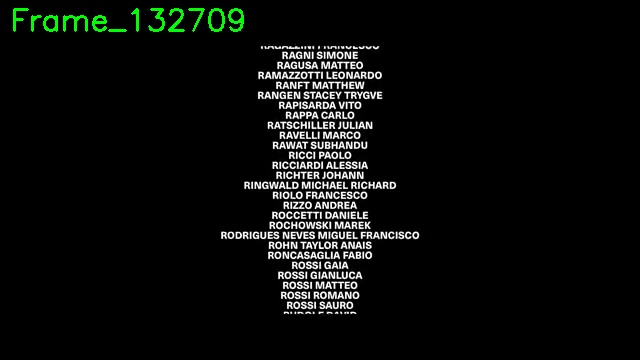 Frame_132709
RAGAZZINI FRANCESCO
RAGNI SIMONE
RAGUSA MATTEO
RAMAZZOTTI LEONARDO
RANFT MATTHEW
RANGEN STACEY TRYGVE
RAPISARDA VITO
RAPPA CARLO
RATSCHILLER JULIAN
RAVELLI MARCO
RAWAT SUBHANDU
RICCI PAOLO
RICCIARDI ALESSIA
RICHTER JOHANN
RINGWALD MICHAEL RICHARD
RIOLO FRANCESCO
RIZZO ANDREA
ROCCETTI DANIELE
ROCHOWSKI MAREK
RODRIGUES NEVES MIGUEL FRANCISCO
ROHN TAYLOR ANAIS
RONCASAGLIA FABIO
ROSSI GAIA
ROSSI GIANLUCA
ROSSI MATTEO
ROSSI ROMANO
ROSSI SAURO